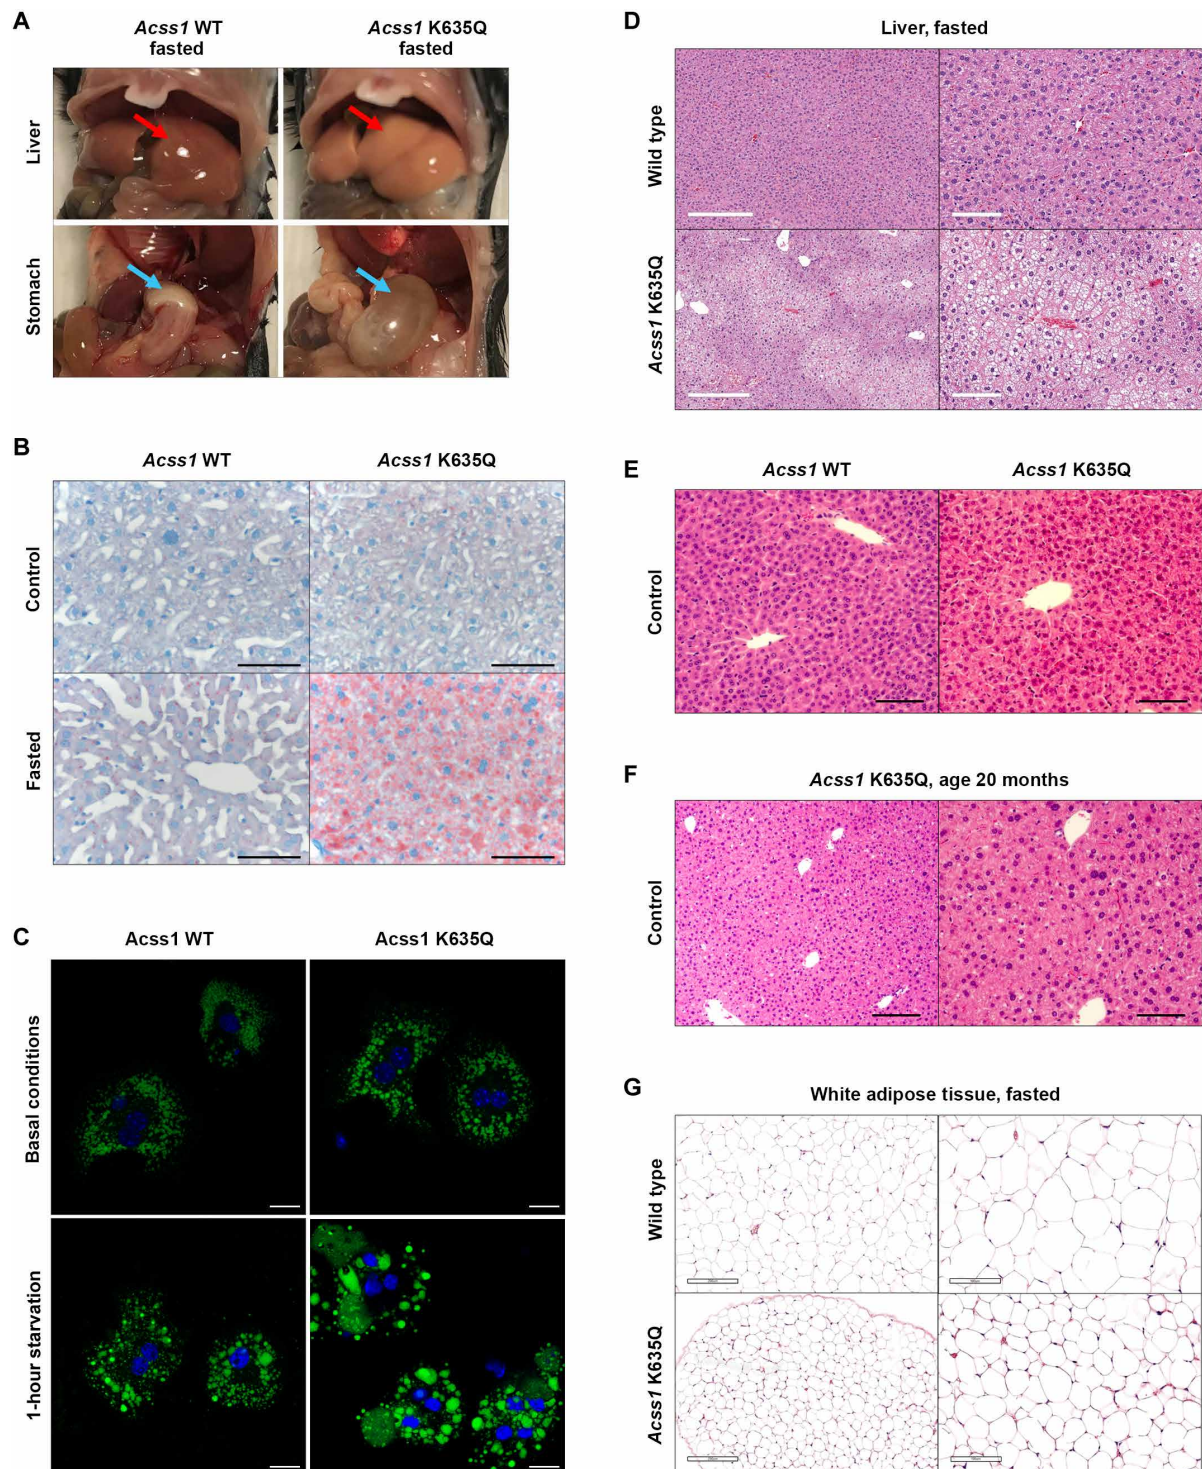 A
Acss1 WT
fasted
Acss1 K635Q
fasted
Liver
Stomach
B
Acss1 WT
Acss1 K635Q
Control
Fasted
C
Acss1 WT
Acss1 K635Q
Basal conditions
1-hour starvation
D
Liver, fasted
Wild type
Acss1 K635Q
E
Acss1 WT
Acss1 K635Q
Control
F
Acss1 K635Q, age 20 months
Control
G
White adipose tissue, fasted
Wild type
Acss1 K635Q